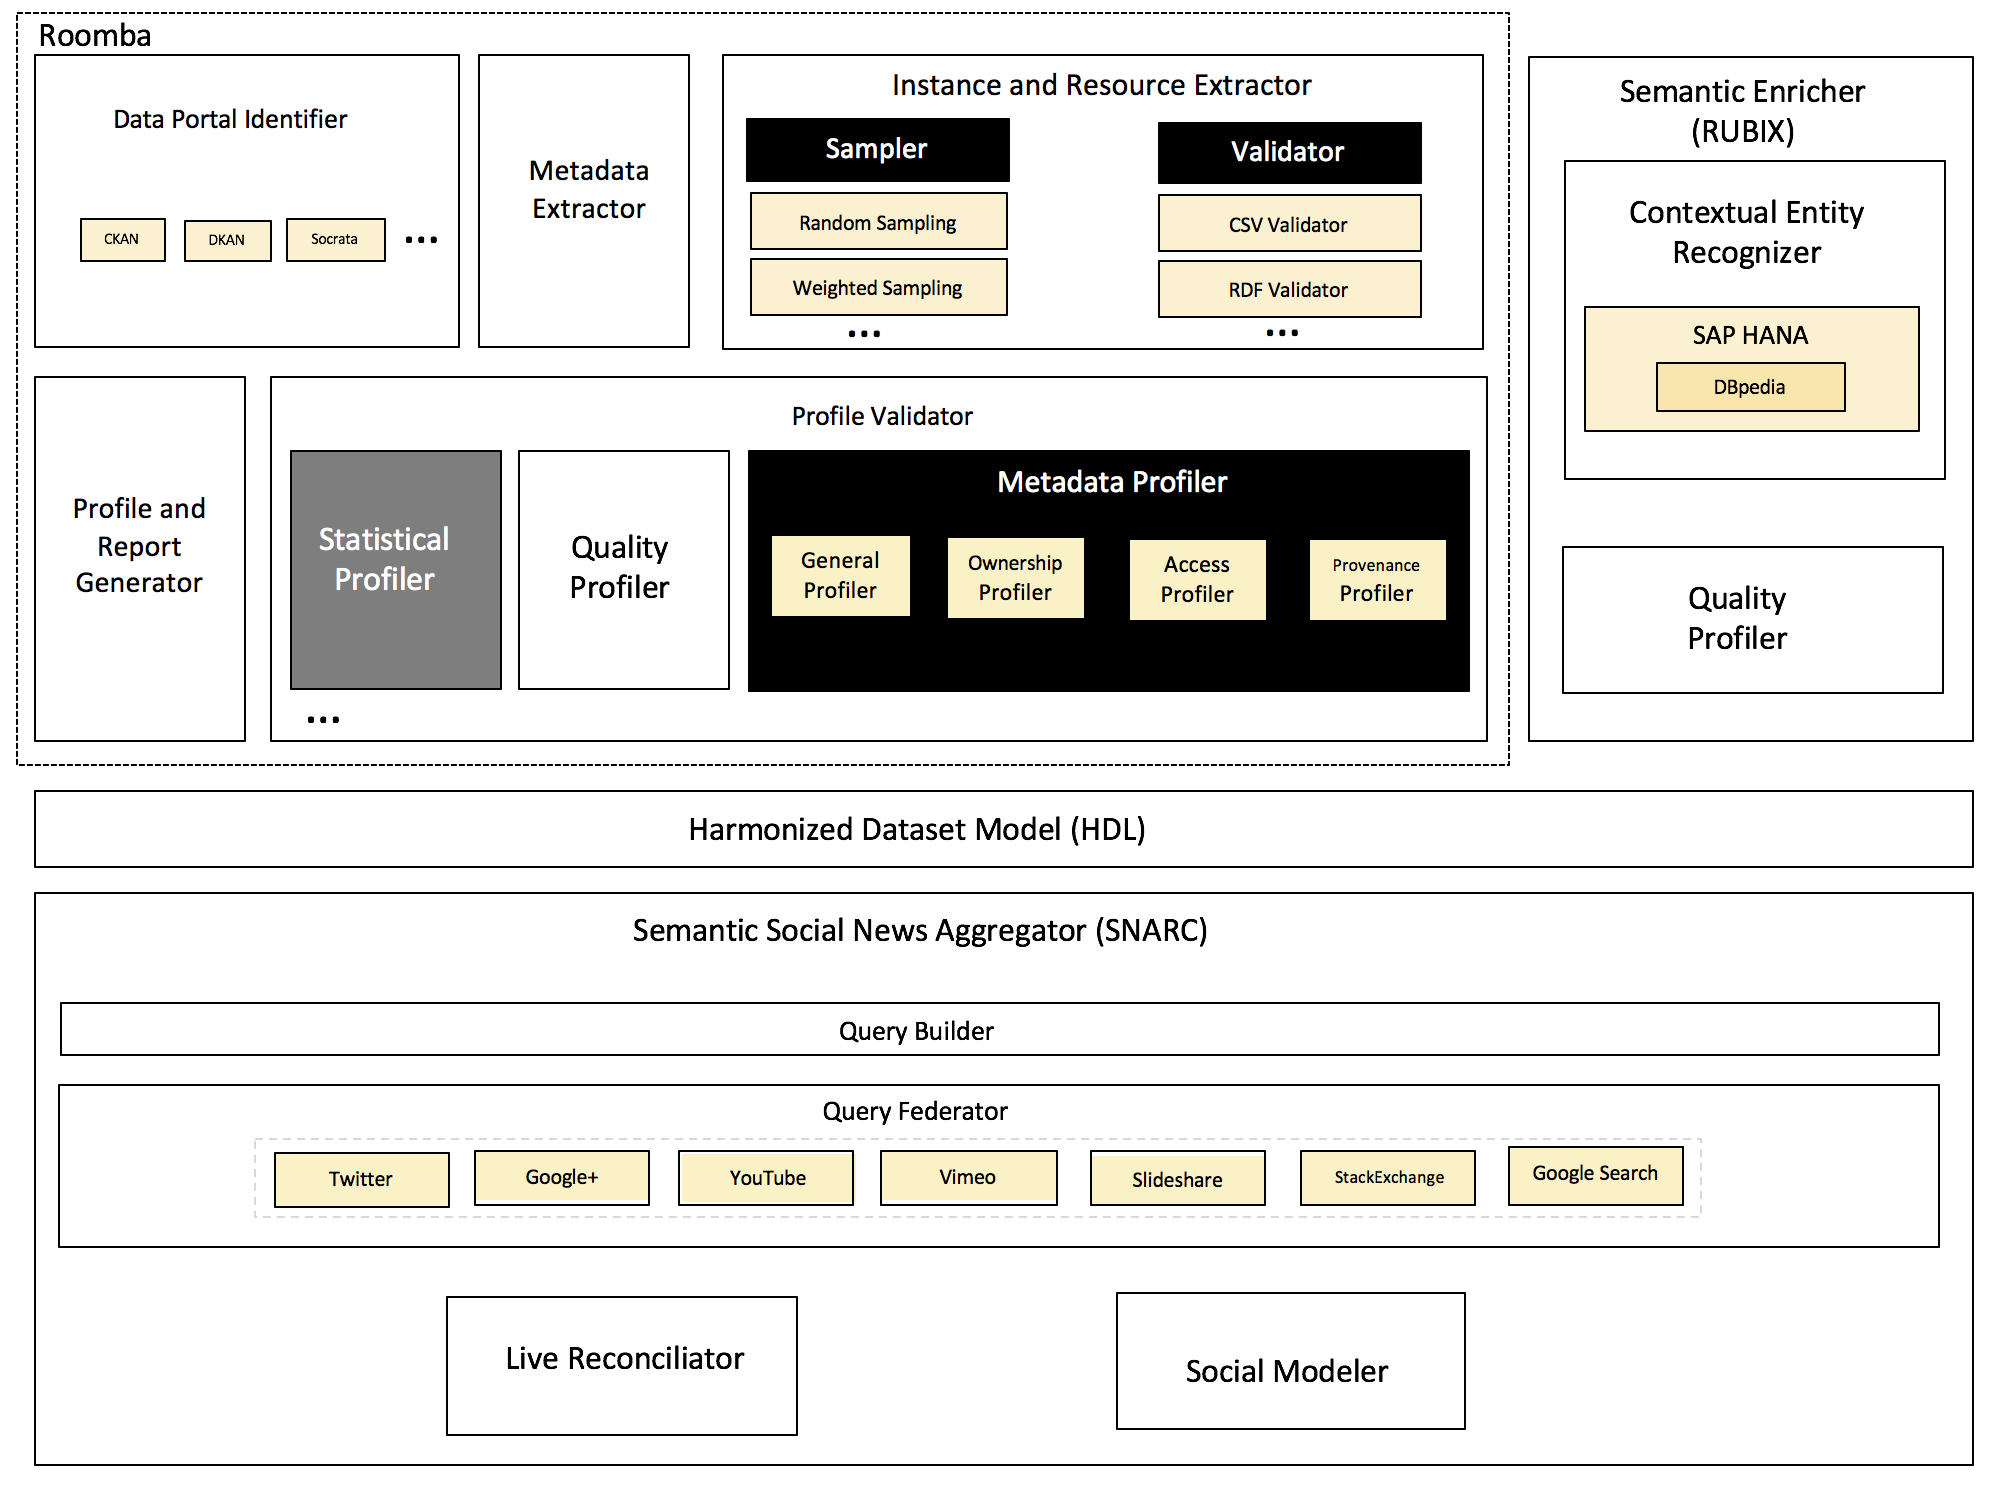 Roomba
Data Portal Identifier
CKAN
DKAN
Socrata
...
Metadata
Extractor
Instance and Resource Extractor
Sampler
Random Sampling
Weighted Sampling
...
Validator
CSV Validator
RDF Validator
...
Semantic Enricher
(RUBIX)
Contextual Entity
Recognizer
SAP HANA
DBpedia
Quality
Profiler
Profile and
Report
Generator
Profile Validator
Statistical
Profiler
Quality
Profiler
Metadata Profiler
General
Profiler
Ownership
Profiler
Access
Profiler
Provenance
Profiler
...
Harmonized Dataset Model (HDL)
Semantic Social News Aggregator (SNARC)
Query Builder
Query Federator
Twitter
Google+
YouTube
Vimeo
Slideshare
StackExchange
Google Search
Live Reconciliator
Social Modeler